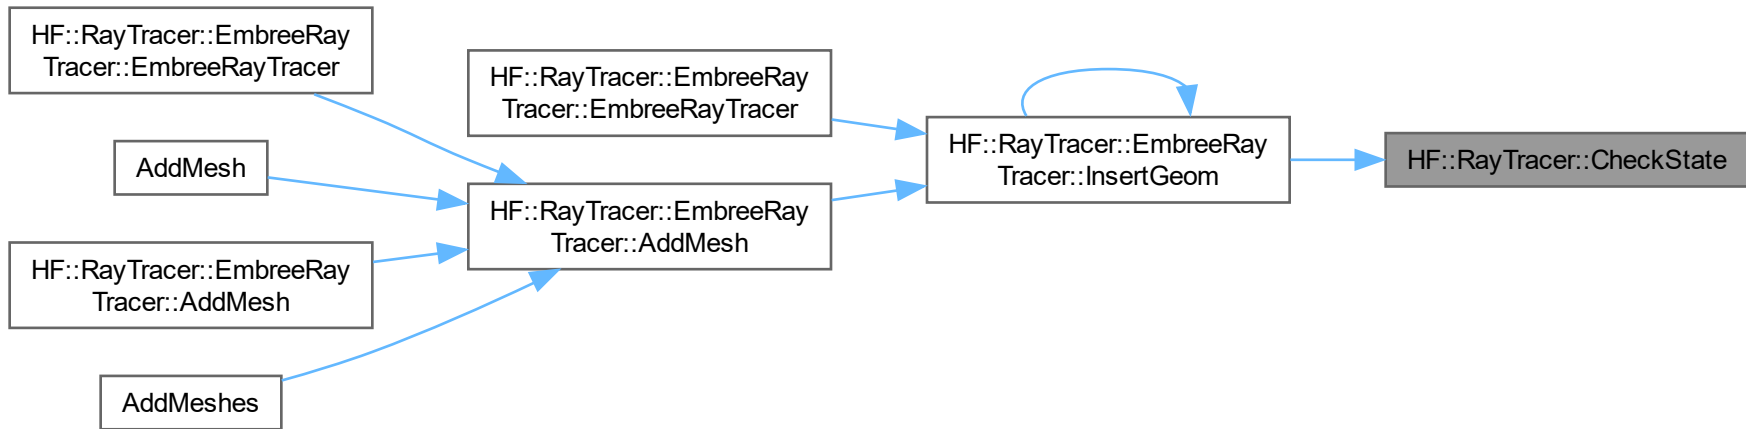 HF::RayTracer::EmbreeRay
Tracer::EmbreeRayTracer
AddMesh
HF::RayTracer::EmbreeRay
Tracer::AddMesh
AddMeshes
HF::RayTracer::EmbreeRay
Tracer::EmbreeRayTracer
HF::RayTracer::EmbreeRay
Tracer::AddMesh
HF::RayTracer::EmbreeRay
Tracer::InsertGeom
HF::RayTracer::CheckState